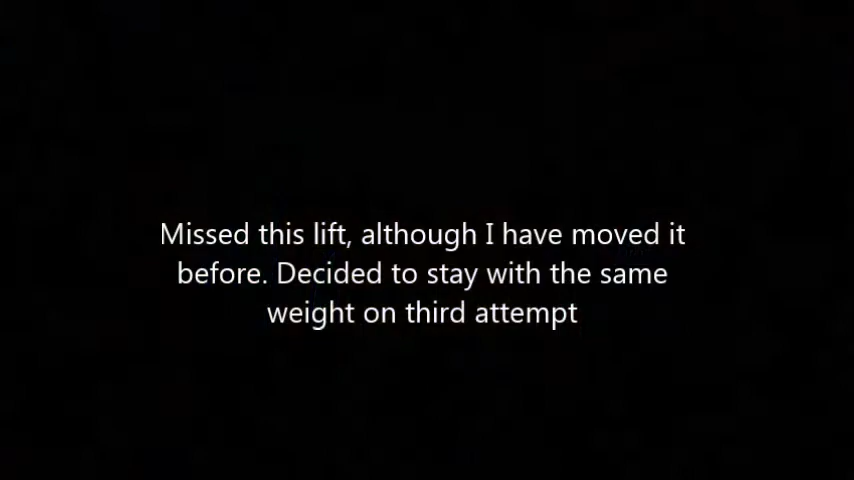 Missed this lift, although I have moved it
before. Decided to stay with the same
weight on third attempt